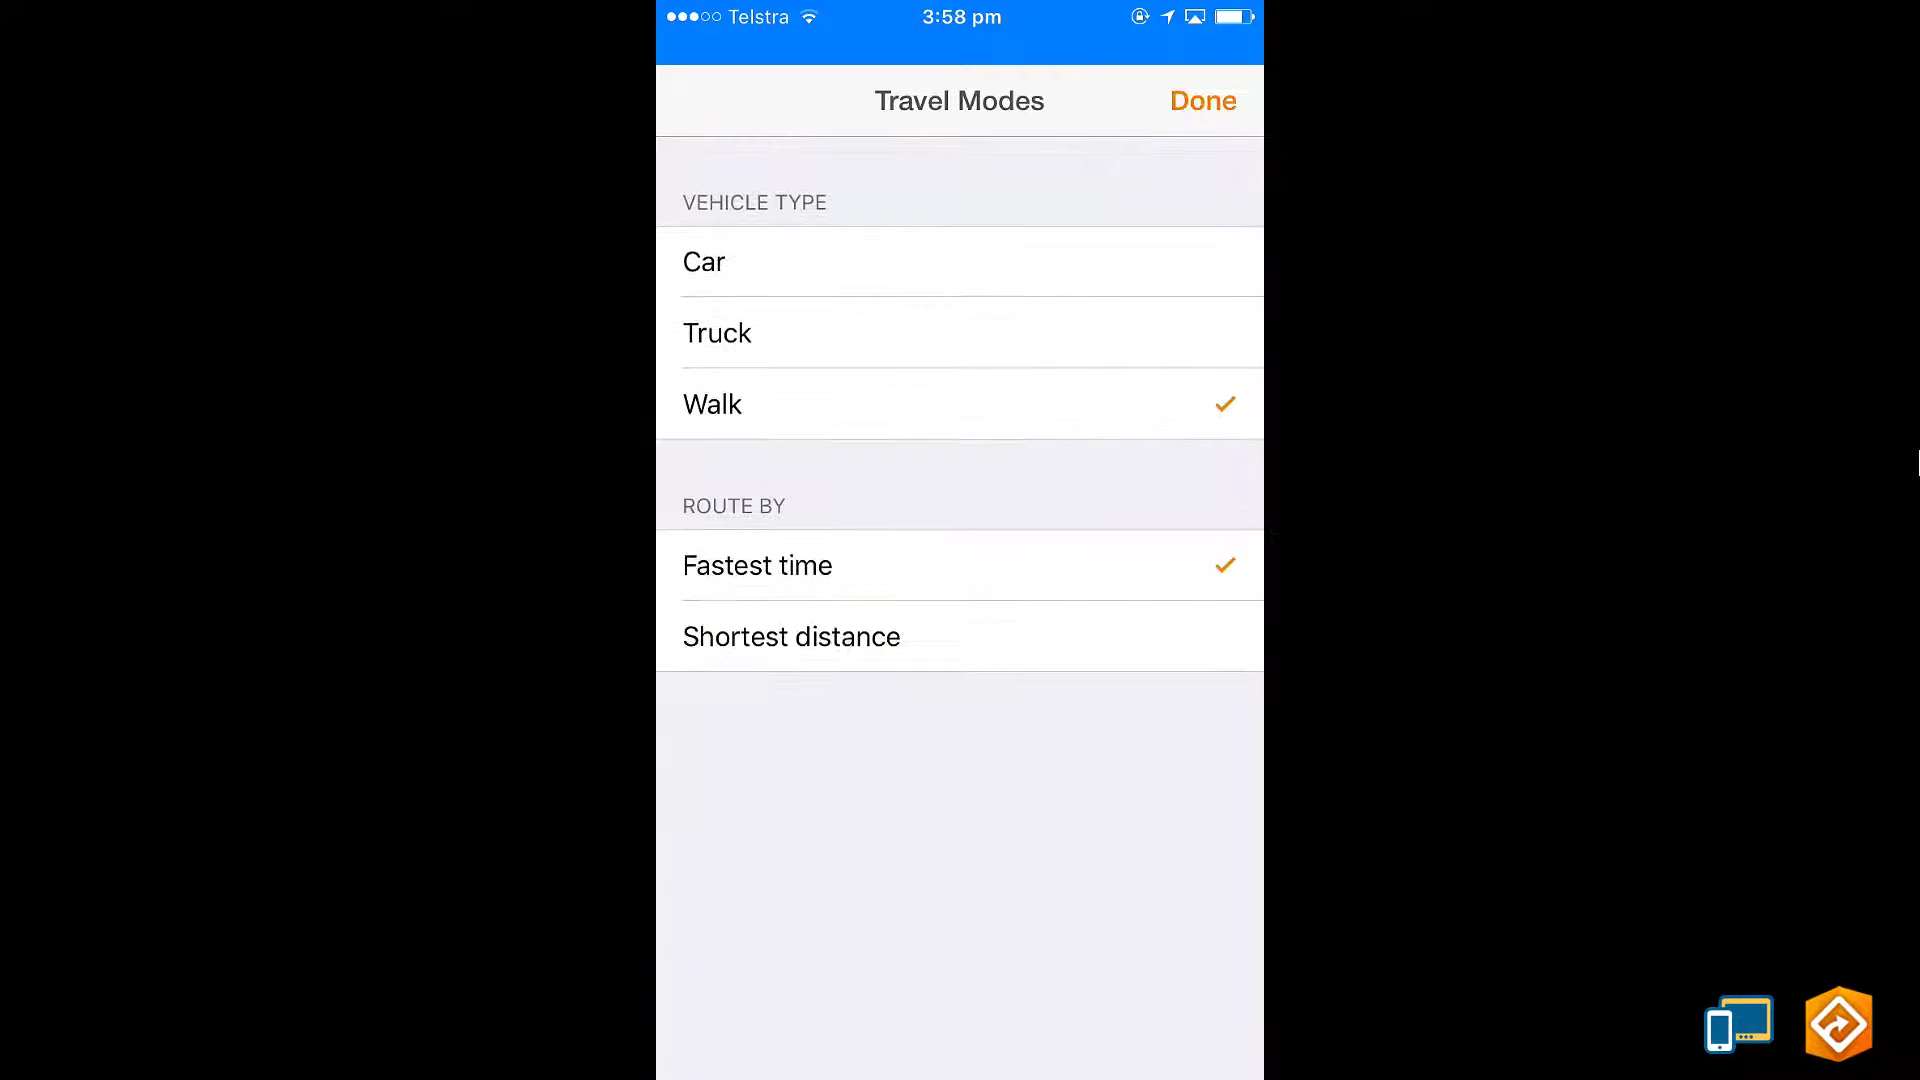 Telstra 3:58 pm
Travel Modes Done
VEHICLE TYPE
Car
Truck
Walk
ROUTE BY
Fastest time
Shortest distance